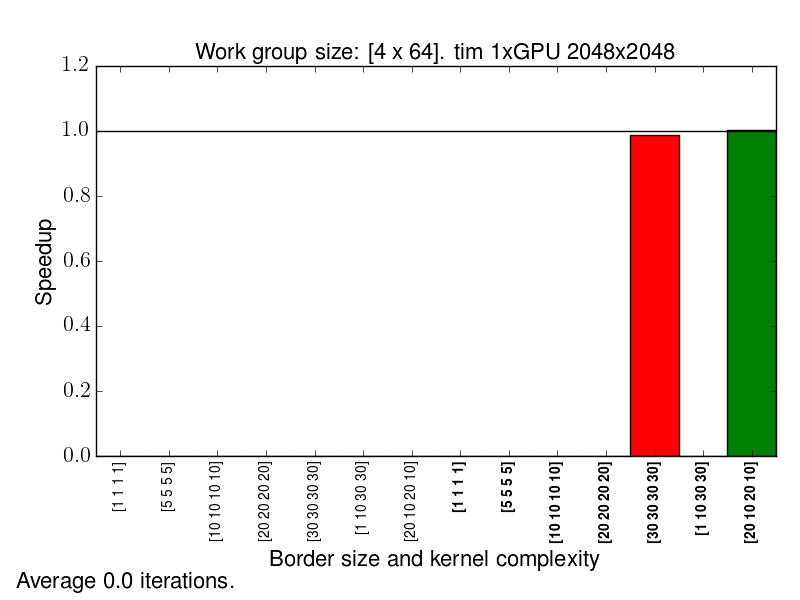 Work group size: [4 x 64]. tim 1xGPU 2048x2048
1.2
1.0
0.8
0.6
0.4
0.2
0.0
Speedup
[1 1 1 1]
[5 5 5 5]
[10 10 10 10]
[20 20 20 20]
[30 30 30 30]
[1 10 30 30]
[20 10 20 10]
[1 1 1 1]
[5 5 5 5]
[10 10 10 10]
[20 20 20 20]
[30 30 30 30]
[1 10 30 30]
[20 10 20 10]
Border size and kernel complexity
Average 0.0 iterations.